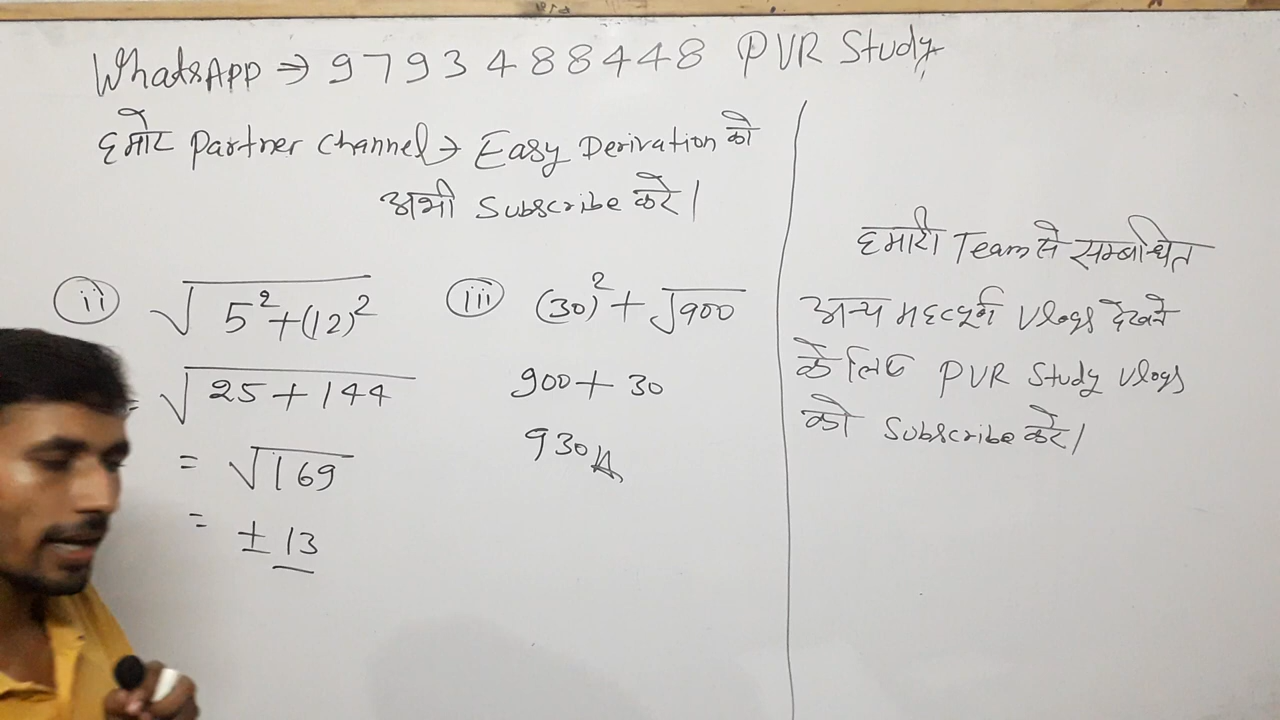 WhatsApp → 9793488448 PVR Study
हमारे Partner Channel → Easy Derivation को
अभी Subscribe करे।
(ii) √(5²+(12)²)
= √(25+144)
= √169
= ±13
(iii) (30)² + √900
900 + 30
930 A
हमारी Team से सम्बन्धित
अन्य महत्वपूर्ण Vlogs देखने
के लिए PVR Study Vlogs
को Subscribe करे।